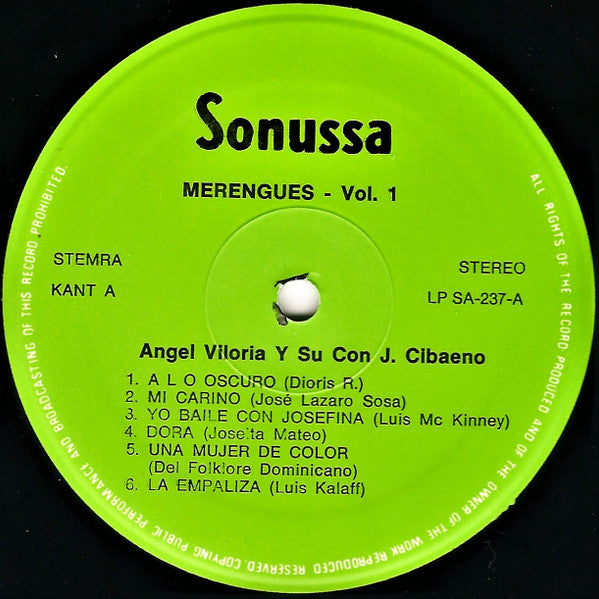 Sonussa
MERENGUES - Vol. 1
STEMRA
KANT A
STEREO
LP SA-237-A
Angel Viloria Y Su Con J. Cibaeno
1. A L O OSCURO (Dioris R.)
2. MI CARINO (José Lazaro Sosa)
3. YO BAILE CON JOSEFINA (Luis Mc Kinney)
4. DORA (Joseíta Mateo)
5. UNA MUJER DE COLOR
(Del Folklore Dominicano)
6. LA EMPALIZA (Luis Kalaff)
ALL RIGHTS OF THE RECORD PRODUCED AND OF THE OWNER OF THE WORK REPRODUCED RESERVED. COPYING PUBLIC PERFORMANCE AND BROADCASTING OF THIS RECORD PROHIBITED.